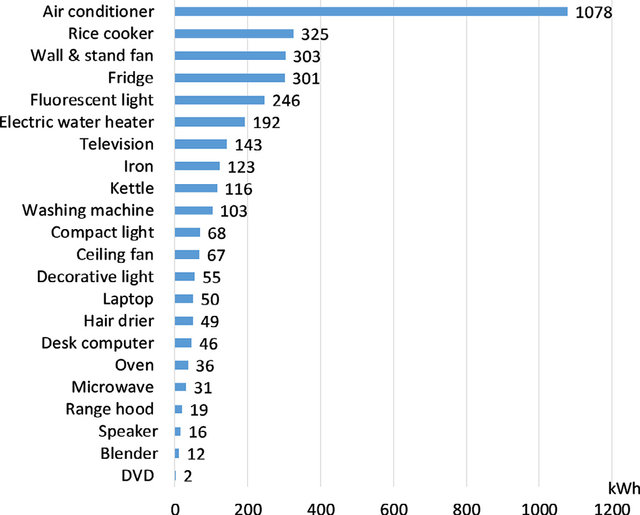 Air conditioner 1078
Rice cooker 325
Wall & stand fan 303
Fridge 301
Fluorescent light 246
Electric water heater 192
Television 143
Iron 123
Kettle 116
Washing machine 103
Compact light 68
Ceiling fan 67
Decorative light 55
Laptop 50
Hair drier 49
Desk computer 46
Oven 36
Microwave 31
Range hood 19
Speaker 16
Blender 12
DVD 2
kWh
0 200 400 600 800 1000 1200